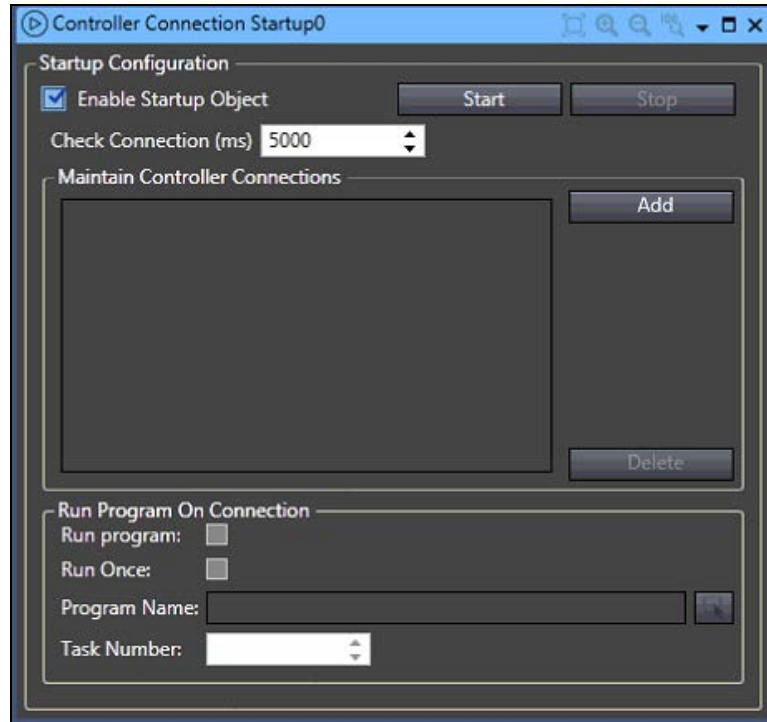 Controller Connection Startup0
Startup Configuration
Enable Startup Object
Start
Stop
Check Connection (ms) 5000
Maintain Controller Connections
Add
Delete
Run Program On Connection
Run program:
Run Once:
Program Name:
Task Number: